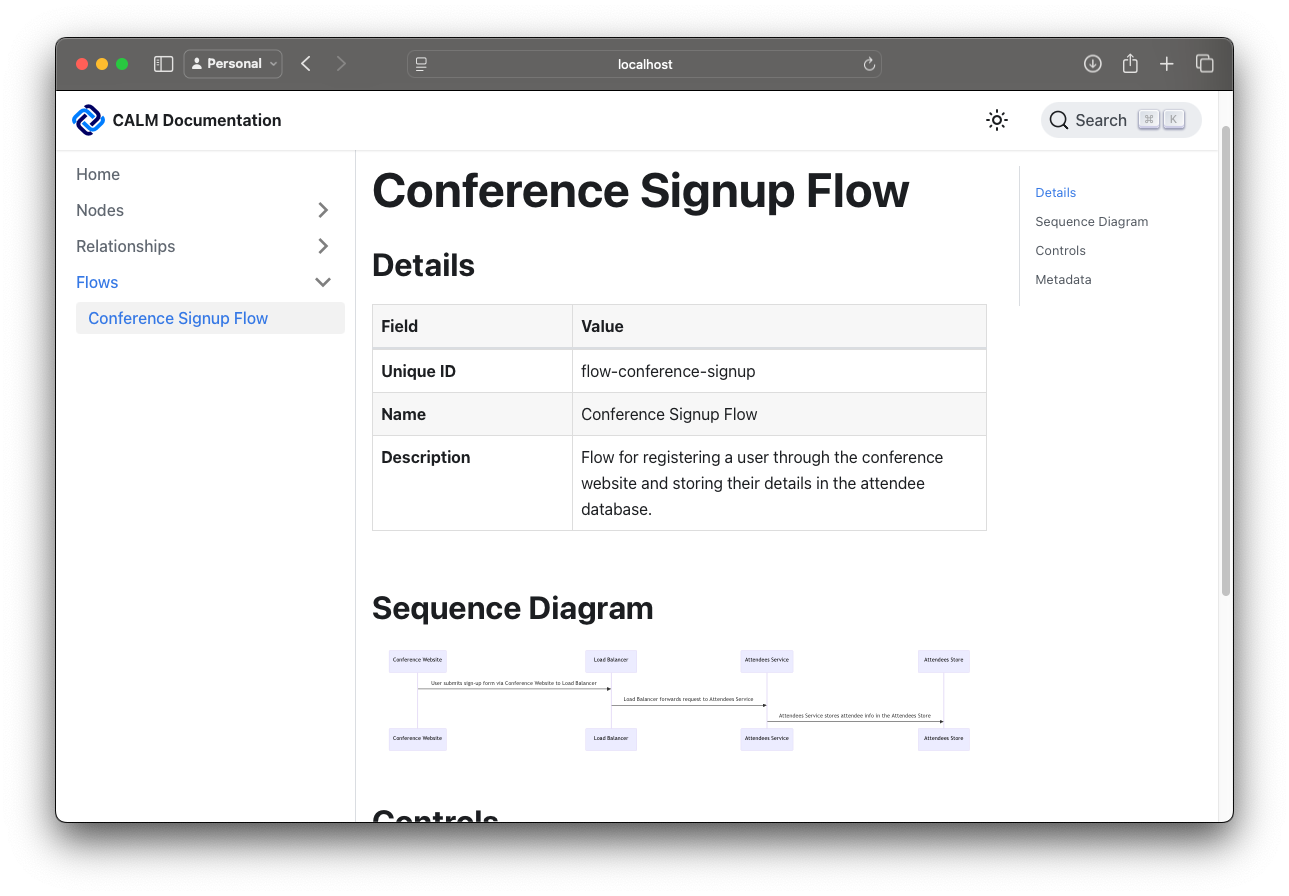 Personal
localhost
CALM Documentation
Search ⌘ K
Home
Nodes
Relationships
Flows
Conference Signup Flow
Conference Signup Flow
Details
Field Value
Unique ID flow-conference-signup
Name Conference Signup Flow
Description Flow for registering a user through the conference
website and storing their details in the attendee
database.
Sequence Diagram
Conference Website Load Balancer Attendees Service Attendees Store
User submits sign-up form via Conference Website to Load Balancer
Load Balancer forwards request to Attendees Service
Attendees Service stores attendee info in the Attendees Store
Conference Website Load Balancer Attendees Service Attendees Store
Controls
Details
Sequence Diagram
Controls
Metadata